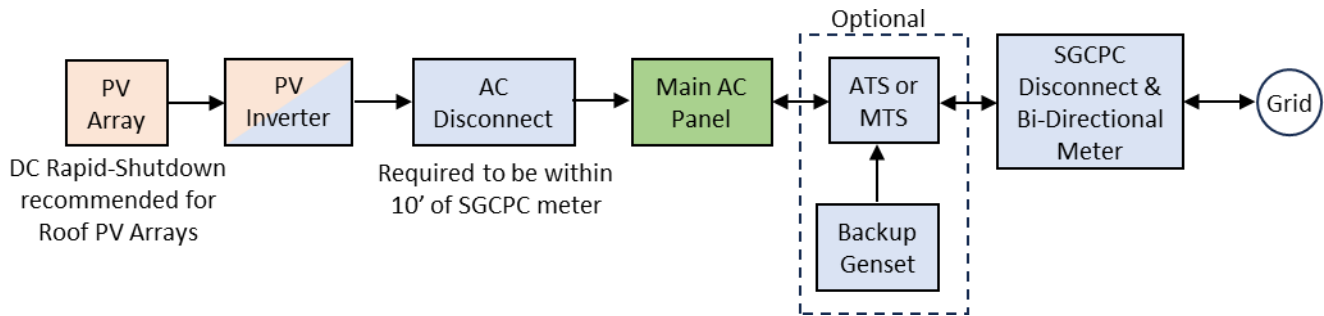 Optional
PV
Array
PV
Inverter
AC
Disconnect
Main AC
Panel
ATS or
MTS
SGCPC
Disconnect &
Bi-Directional
Meter
Grid
DC Rapid-Shutdown
recommended for
Roof PV Arrays
Required to be within
10’ of SGCPC meter
Backup
Genset